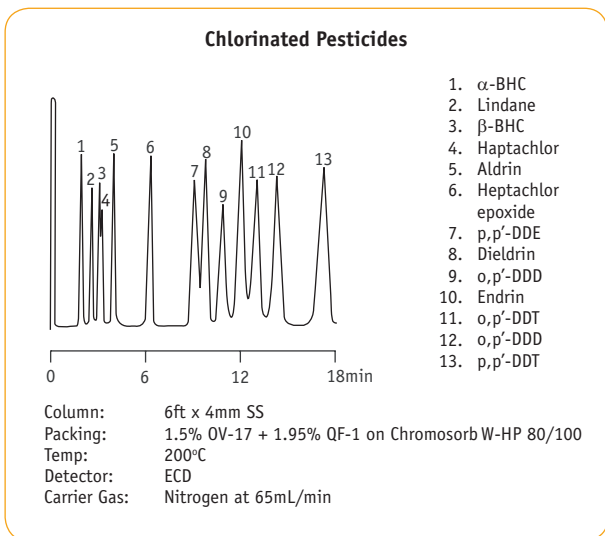 Chlorinated Pesticides
1
2
3
4
5
6
7
8
9
10
11
12
13
0
6
12
18min
1. α-BHC
2. Lindane
3. β-BHC
4. Haptachlor
5. Aldrin
6. Heptachlor
epoxide
7. p,p'-DDE
8. Dieldrin
9. o,p'-DDD
10. Endrin
11. o,p'-DDT
12. o,p'-DDD
13. p,p'-DDT
Column: 6ft x 4mm SS
Packing: 1.5% OV-17 + 1.95% QF-1 on Chromosorb W-HP 80/100
Temp: 200°C
Detector: ECD
Carrier Gas: Nitrogen at 65mL/min